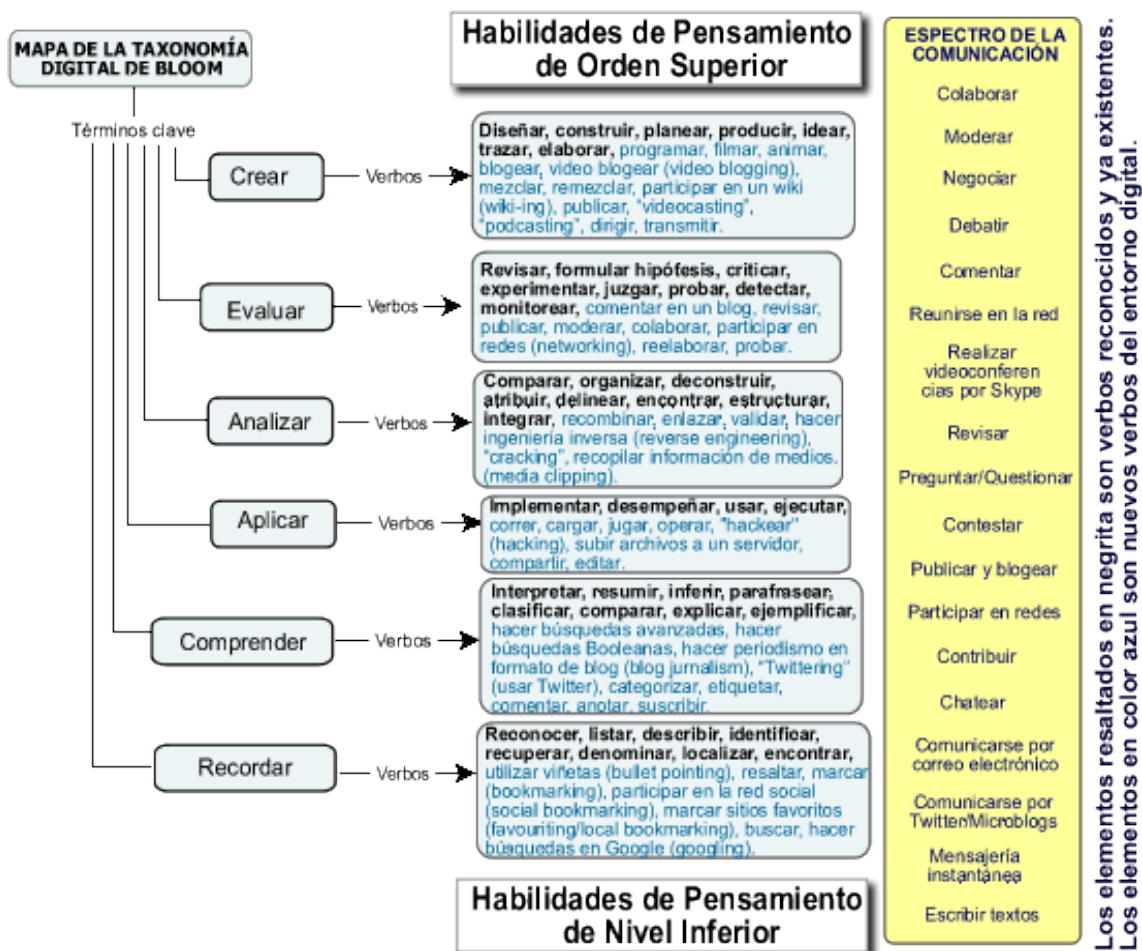 MAPA DE LA TAXONOMÍA
DIGITAL DE BLOOM
Términos clave
Habilidades de Pensamiento
de Orden Superior
Crear
Verbos
Diseñar, construir, planear, producir, idear,
trazar, elaborar, programar, filmar, animar,
blogear, video blogear (video blogging),
mezclar, remezclar, participar en un wiki
(wiki-ing), publicar, "videocasting",
"podcasting", dirigir, transmitir.
Evaluar
Verbos
Revisar, formular hipófesis, criticar,
experimentar, juzgar, probar, detectar,
monitorear, comentar en un blog, revisar,
publicar, moderar, colaborar, participar en
redes (networking), reelaborar, probar.
Analizar
Verbos
Comparar, organizar, deconstruir,
atribuir, delinear, encontrar, estructurar,
integrar, recombinar, enlazar, validar, hacer
ingeniería inversa (reverse engineering),
"cracking", recopilar información de medios.
(media clipping).
Aplicar
Verbos
Implementar, desempeñar, usar, ejecutar,
correr, cargar, jugar, operar, "hackear"
(hacking), subir archivos a un servidor,
compartir, editar.
Comprender
Verbos
Interpretar, resumir, inferir, parafrasear,
clasificar, comparar, explicar, ejemplificar,
hacer búsquedas avanzadas, hacer
búsquedas Booleanas, hacer periodismo en
formato de blog (blog jurnalism), "Twittering"
(usar Twitter), categorizar, etiquetar,
comentar, anotar, suscribir.
Recordar
Verbos
Reconocer, listar, describir, identificar,
recuperar, denominar, localizar, encontrar,
utilizar viñetas (bullet pointing), resaltar, marcar
(bookmarking), participar en la red social
(social bookmarking), marcar sitios favoritos
(favouriting/local bookmarking), buscar, hacer
búsquedas en Google (googling).
Habilidades de Pensamiento
de Nivel Inferior
ESPECTRO DE LA
COMUNICACIÓN
Colaborar
Moderar
Negociar
Debatir
Comentar
Reunirse en la red
Realizar
videoconferen
cias por Skype
Revisar
Preguntar/Questionar
Contestar
Publicar y blogear
Participar en redes
Contribuir
Chatear
Comunicarse por
correo electrónico
Comunicarse por
Twitter/Microblogs
Mensajería
instantánea
Escribir textos
Los elementos resaltados en negrita son verbos reconocidos y ya existentes.
Los elementos en color azul son nuevos verbos del entorno digital.